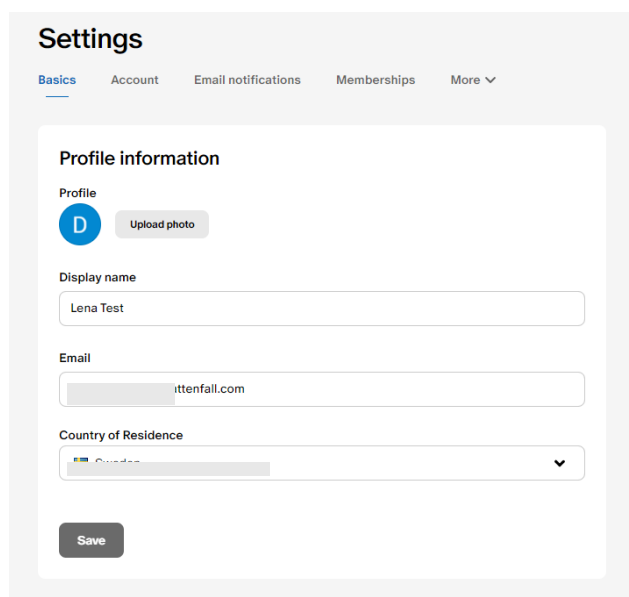 Settings
Basics Account Email notifications Memberships More
Profile information
Profile
D Upload photo
Display name
Lena Test
Email
ttenfall.com
Country of Residence
Save